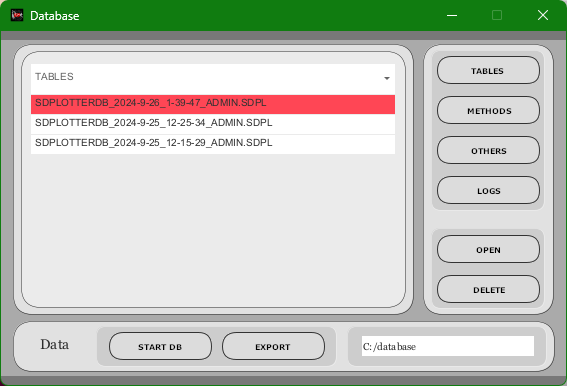 Database
TABLES
SDPLOTTERDB_2024-9-26_1-39-47_ADMIN.SDPL
SDPLOTTERDB_2024-9-25_12-25-34_ADMIN.SDPL
SDPLOTTERDB_2024-9-25_12-15-29_ADMIN.SDPL
TABLES
METHODS
OTHERS
LOGS
OPEN
DELETE
Data
START DB
EXPORT
C:/database